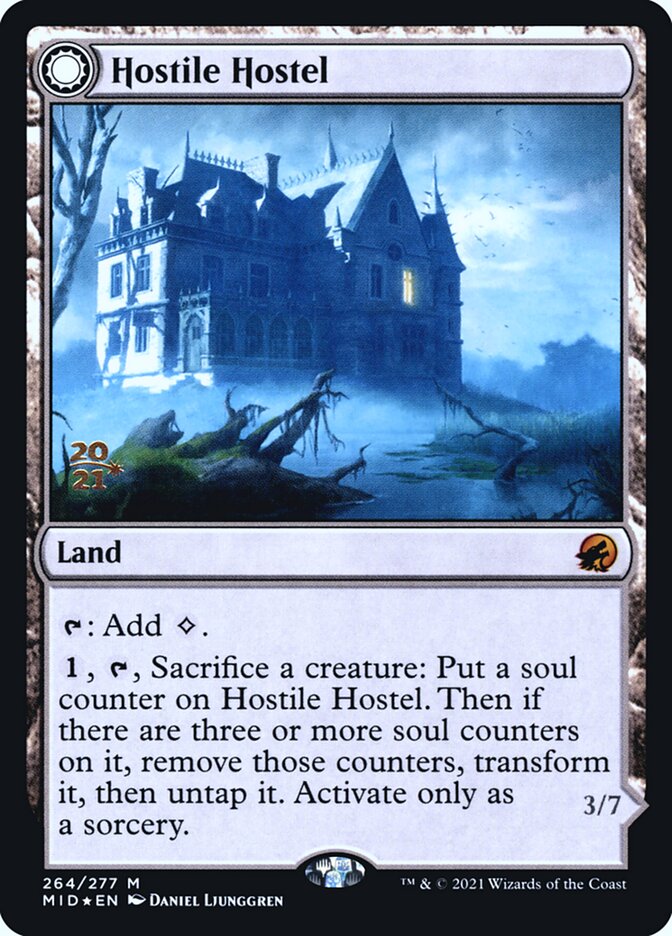 Hostile Hostel
20
21
Land
: Add .
1, , Sacrifice a creature: Put a soul
counter on Hostile Hostel. Then if
there are three or more soul counters
on it, remove those counters, transform
it, then untap it. Activate only as
a sorcery.
3/7
264/277 M
MID★EN Daniel Ljunggren
™ & © 2021 Wizards of the Coast